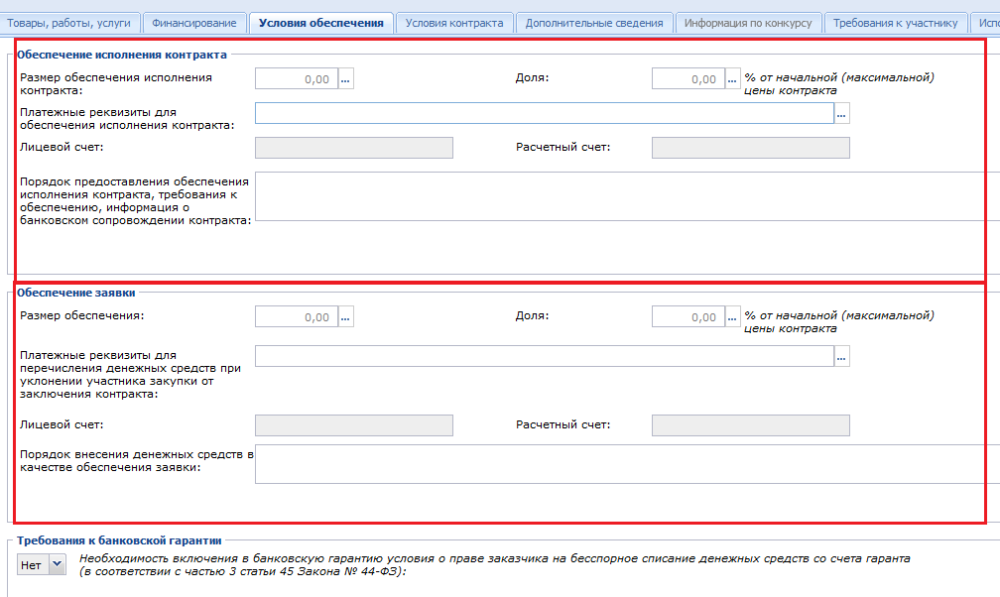 Товары, работы, услуги Финансирование Условия обеспечения Условия контракта Дополнительные сведения Информация по конкурсу Требования к участнику
Обеспечение исполнения контракта
Размер обеспечения исполнения
контракта:
0,00 ...
Доля:
0,00 ...
% от начальной (максимальной)
цены контракта
Платежные реквизиты для
обеспечения исполнения контракта:
...
Лицевой счет:
Расчетный счет:
Порядок предоставления обеспечения
исполнения контракта, требования к
обеспечению, информация о
банковском сопровождении контракта:
Обеспечение заявки
Размер обеспечения:
0,00 ...
Доля:
0,00 ...
% от начальной (максимальной)
цены контракта
Платежные реквизиты для
перечисления денежных средств при
уклонении участника закупки от
заключения контракта:
...
Лицевой счет:
Расчетный счет:
Порядок внесения денежных средств в
качестве обеспечения заявки:
Требования к банковской гарантии
Нет
Необходимость включения в банковскую гарантию условия о праве заказчика на бесспорное списание денежных средств со счета гаранта
(в соответствии с частью 3 статьи 45 Закона № 44-ФЗ):